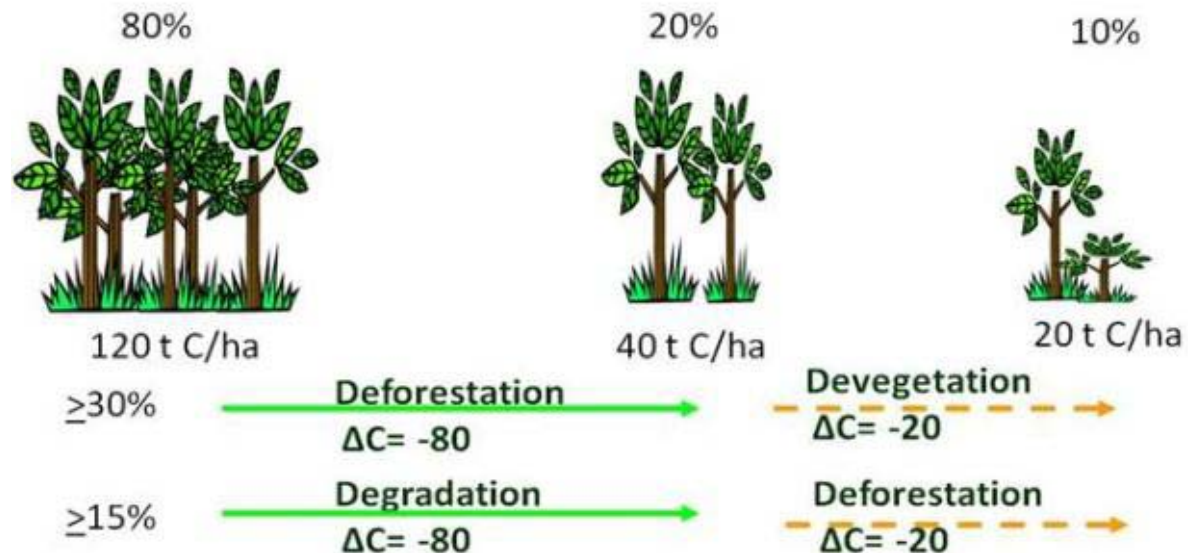 80% 20% 10%
120 t C/ha 40 t C/ha 20 t C/ha
≥30% Deforestation Devegetation
ΔC= -80 ΔC= -20
≥15% Degradation Deforestation
ΔC= -80 ΔC= -20